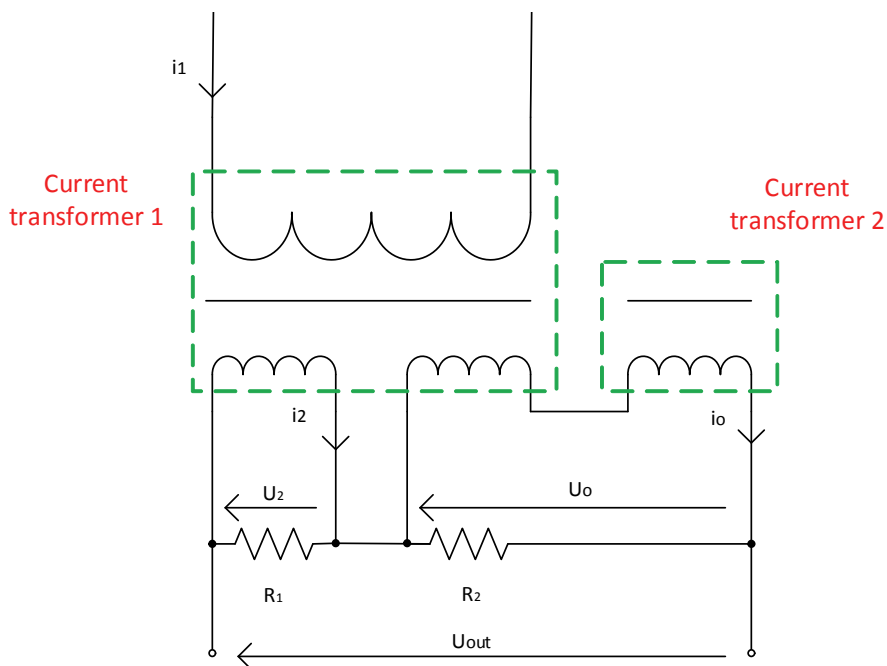 i1
Current
transformer 1
Current
transformer 2
i2
io
U2
Uo
R1
R2
Uout